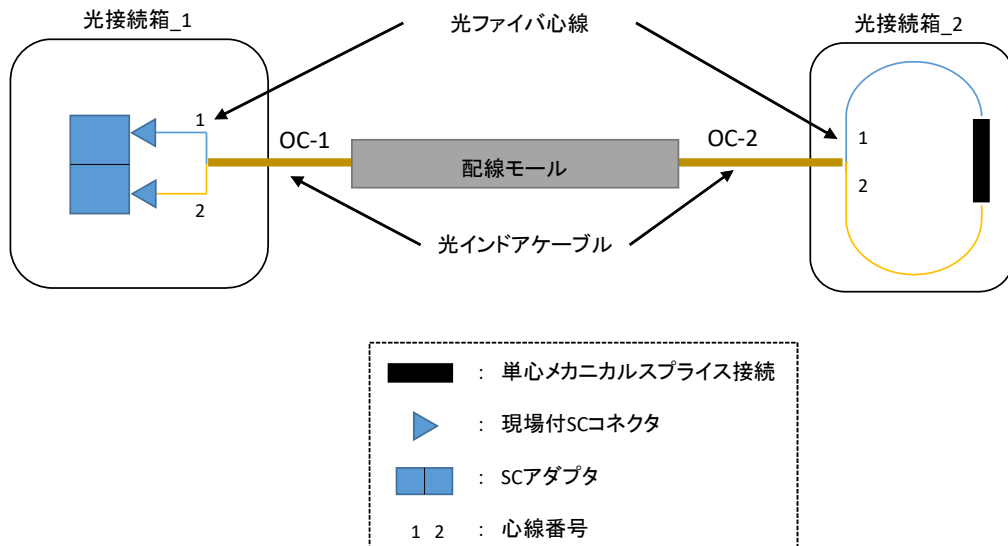 光接続箱_1
光ファイバ心線
光接続箱_2
1
OC-1
配線モール
OC-2
1
2
2
光インドアケーブル
： 単心メカニカルスプライス接続
： 現場付SCコネクタ
： SCアダプタ
1 2 ： 心線番号